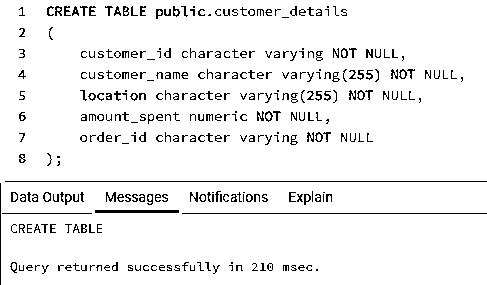 1 CREATE TABLE public.customer_details
2 (
3 customer_id character varying NOT NULL,
4 customer_name character varying(255) NOT NULL,
5 location character varying(255) NOT NULL,
6 amount_spent numeric NOT NULL,
7 order_id character varying NOT NULL
8 );
Data Output Messages Notifications Explain
CREATE TABLE
Query returned successfully in 210 msec.